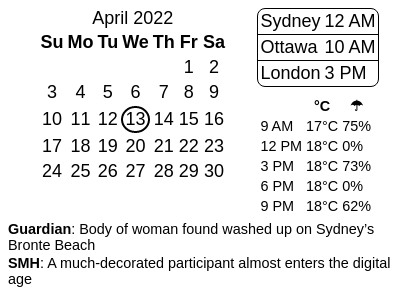 April 2022
Su Mo Tu We Th Fr Sa
1 2
3 4 5 6 7 8 9
10 11 12 13 14 15 16
17 18 19 20 21 22 23
24 25 26 27 28 29 30
Sydney 12 AM
Ottawa 10 AM
London 3 PM
°C ☂
9 AM 17°C 75%
12 PM 18°C 0%
3 PM 18°C 73%
6 PM 18°C 0%
9 PM 18°C 62%
Guardian: Body of woman found washed up on Sydney’s
Bronte Beach
SMH: A much-decorated participant almost enters the digital
age